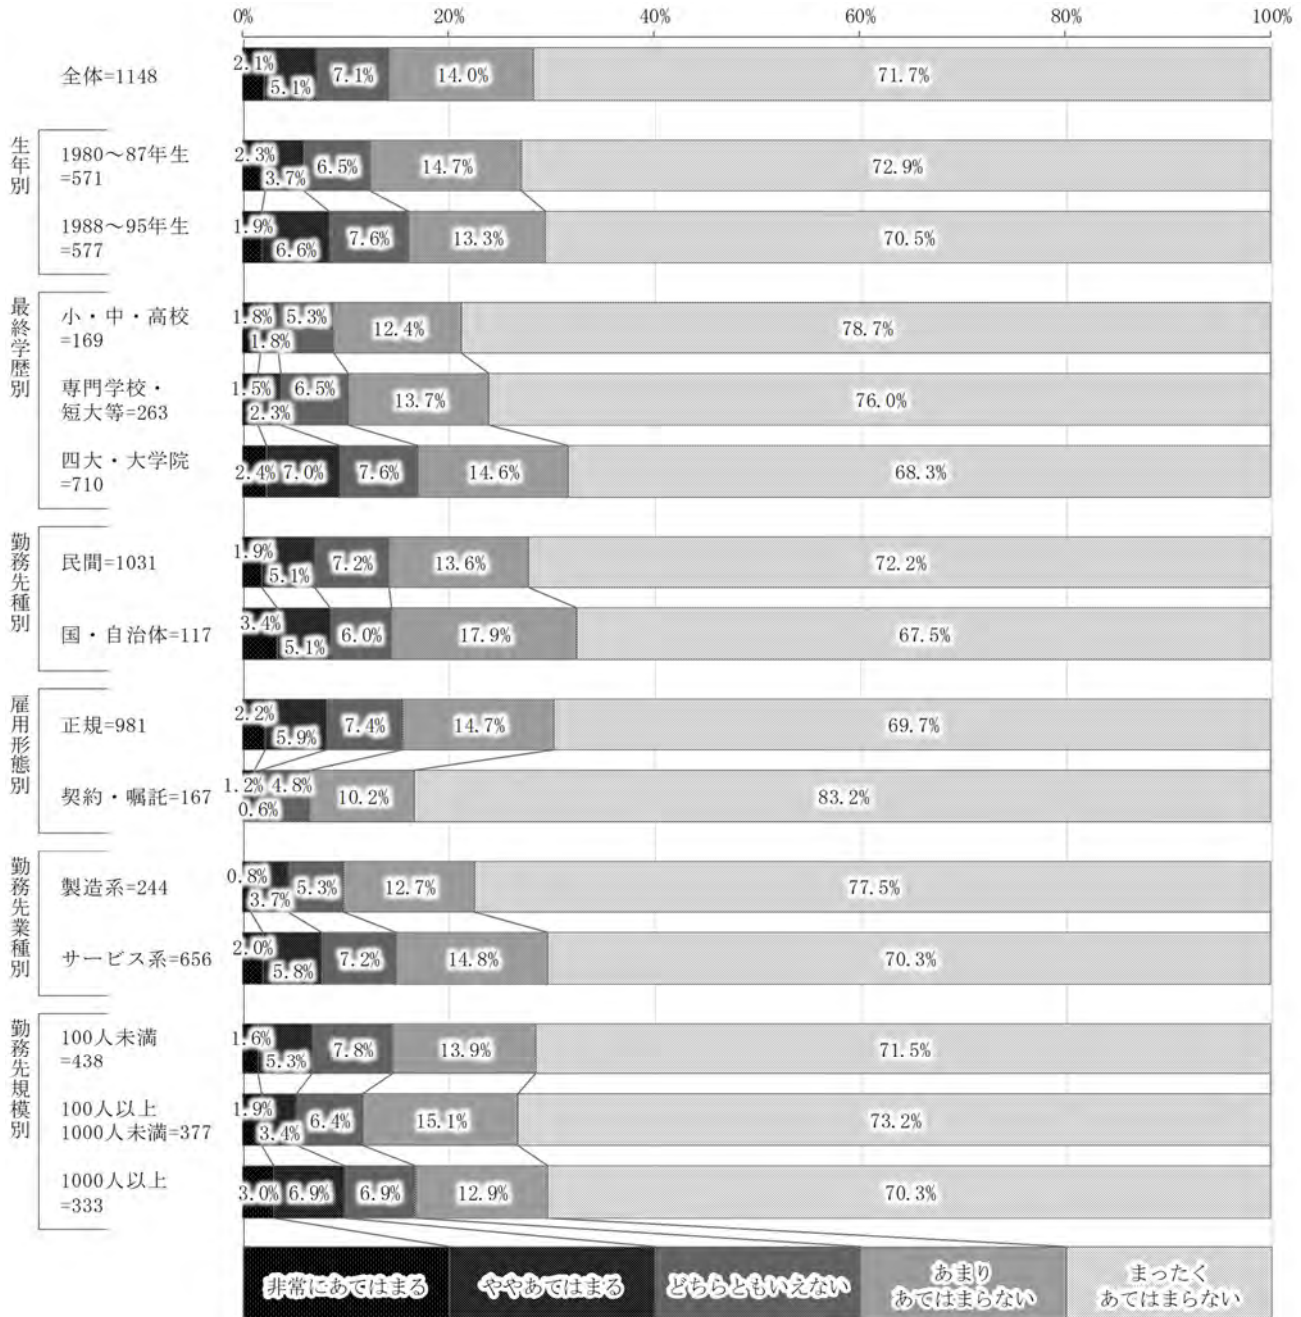 0%
20%
40%
60%
80%
100%
全体=1148
2.1%
5.1%
7.1%
14.0%
71.7%
生年別
1980～87年生
=571
2.3%
3.7%
6.5%
14.7%
72.9%
1988～95年生
=577
1.9%
6.6%
7.6%
13.3%
70.5%
最終学歴別
小・中・高校
=169
1.8%
1.8%
5.3%
12.4%
78.7%
専門学校・
短大等=263
1.5%
2.3%
6.5%
13.7%
76.0%
四大・大学院
=710
2.4%
7.0%
7.6%
14.6%
68.3%
勤務先種別
民間=1031
1.9%
5.1%
7.2%
13.6%
72.2%
国・自治体=117
3.4%
5.1%
6.0%
17.9%
67.5%
雇用形態別
正規=981
2.2%
5.9%
7.4%
14.7%
69.7%
契約・嘱託=167
1.2%
0.6%
4.8%
10.2%
83.2%
勤務先業種別
製造系=244
0.8%
3.7%
5.3%
12.7%
77.5%
サービス系=656
2.0%
5.8%
7.2%
14.8%
70.3%
勤務先規模別
100人未満
=438
1.6%
5.3%
7.8%
13.9%
71.5%
100人以上
1000人未満=377
1.9%
3.4%
6.4%
15.1%
73.2%
1000人以上
=333
3.0%
6.9%
6.9%
12.9%
70.3%
非常にあてはまる
ややあてはまる
どちらともいえない
あまり
あてはまらない
まったく
あてはまらない